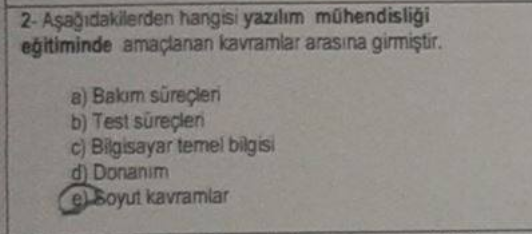 2- Aşağıdakilerden hangisi yazılım mühendisliği
eğitiminde amaçlanan kavramlar arasına girmiştir.
a) Bakım süreçleri
b) Test süreçleri
c) Bilgisayar temel bilgisi
d) Donanım
e) Soyut kavramlar